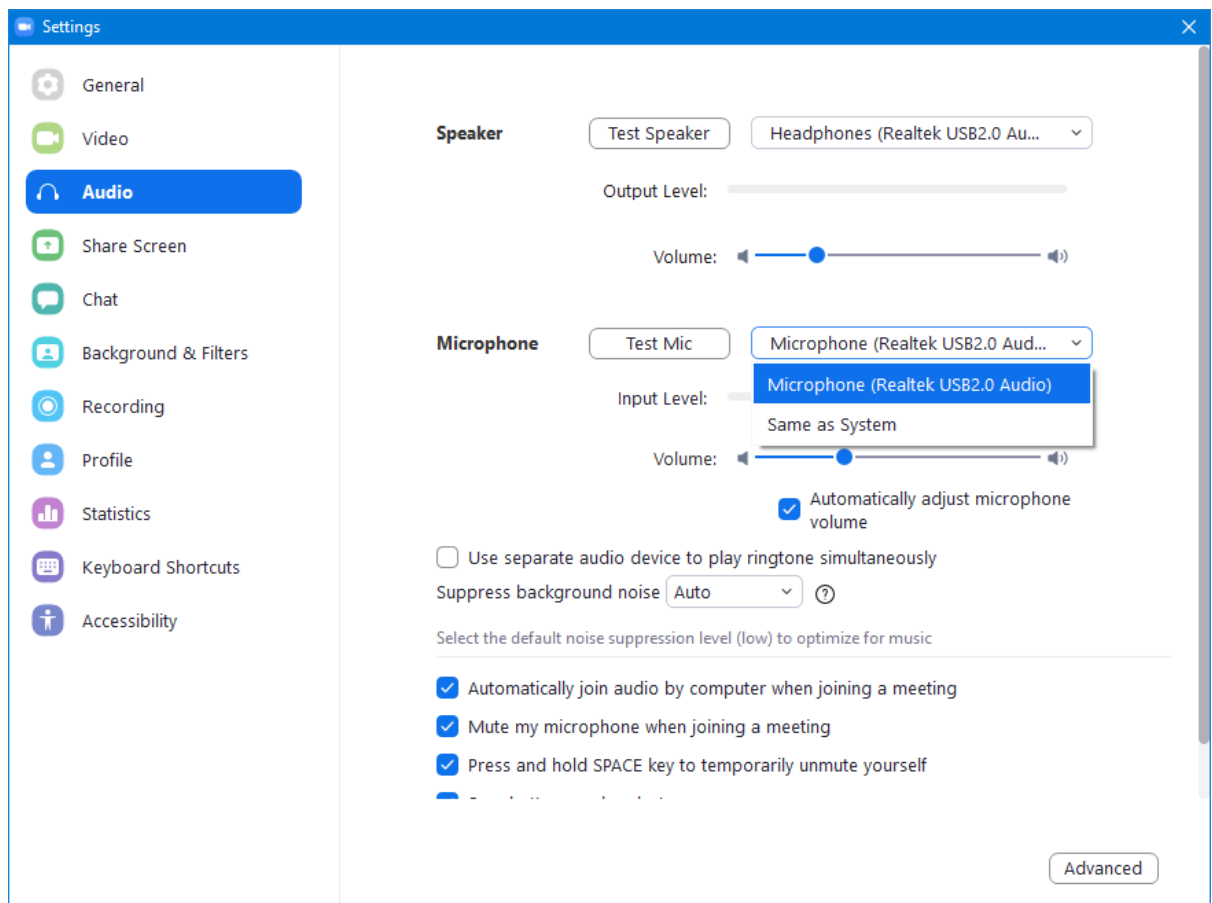 Settings
General
Video
Audio
Share Screen
Chat
Background & Filters
Recording
Profile
Statistics
Keyboard Shortcuts
Accessibility
Speaker
Test Speaker
Headphones (Realtek USB2.0 Au...
Output Level:
Volume:
Microphone
Test Mic
Microphone (Realtek USB2.0 Aud...
Microphone (Realtek USB2.0 Audio)
Same as System
Input Level:
Volume:
Automatically adjust microphone
volume
Use separate audio device to play ringtone simultaneously
Suppress background noise
Auto
Select the default noise suppression level (low) to optimize for music
Automatically join audio by computer when joining a meeting
Mute my microphone when joining a meeting
Press and hold SPACE key to temporarily unmute yourself
Advanced